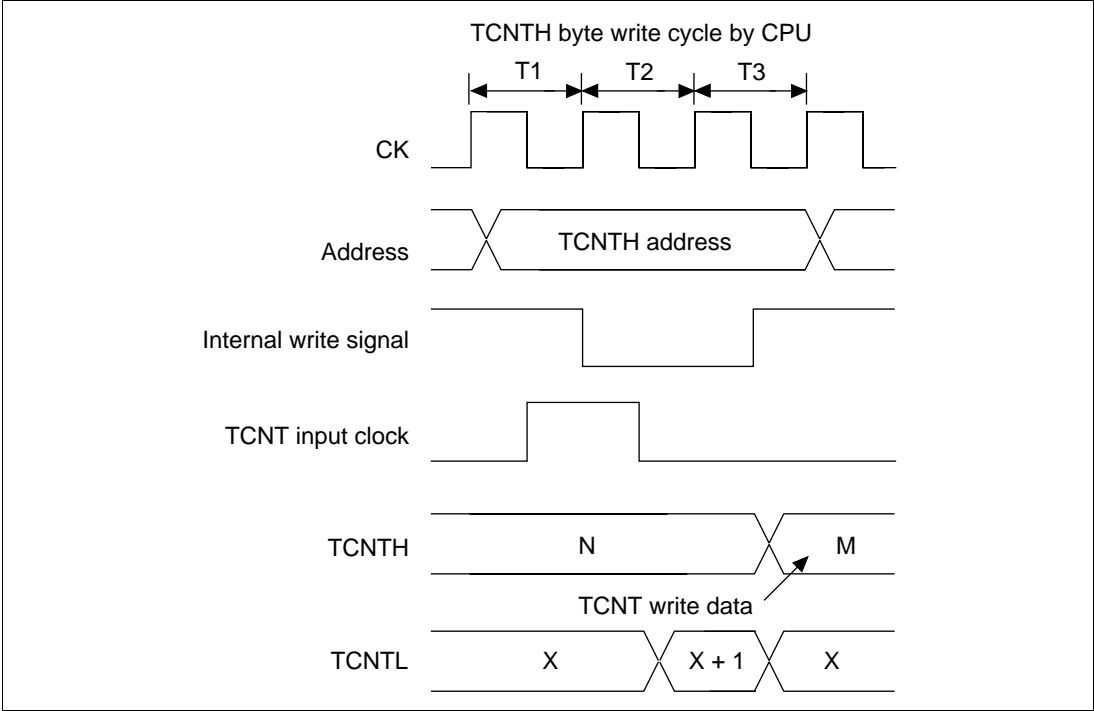 TCNTH byte write cycle by CPU
T1 T2 T3
CK
Address TCNTH address
Internal write signal
TCNT input clock
TCNTH N M
TCNT write data
TCNTL X X + 1 X